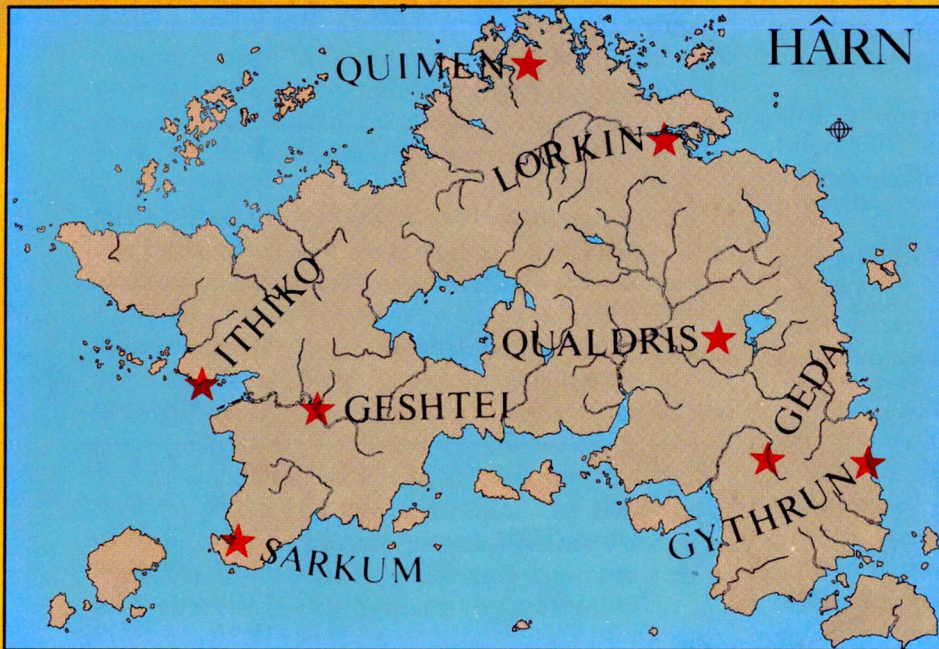 HÂRN
QUIMEN
LORKIN
ITHIKO
QUALDRIS
GEDA
GESHTEI
GYTHRUN
SARKUM